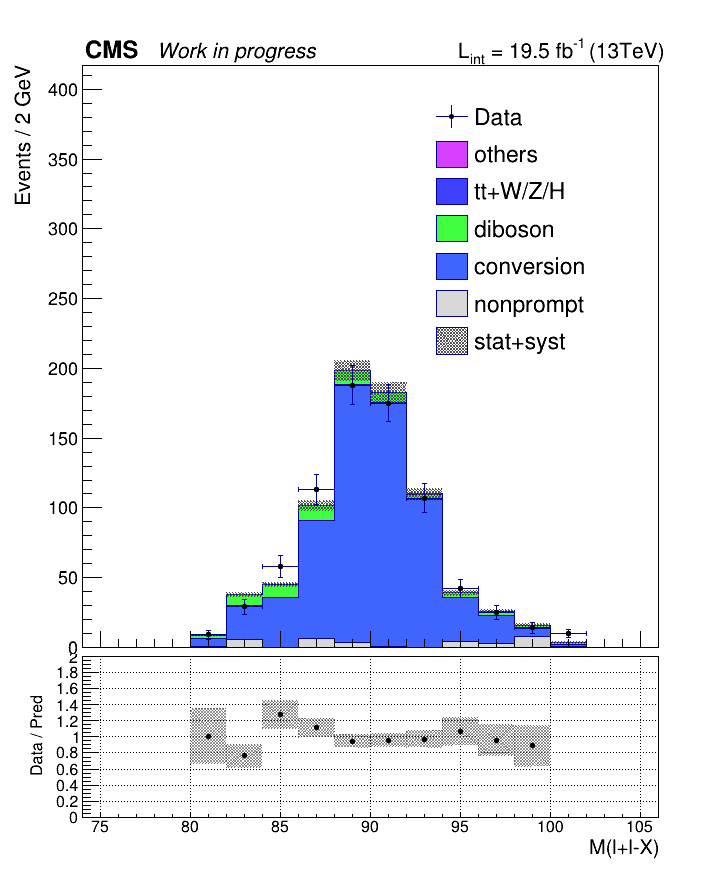 CMS Work in progress L_int = 19.5 fb^-1 (13TeV)
Events / 2 GeV
400
350
300
250
200
150
100
50
0
Data
others
tt+W/Z/H
diboson
conversion
nonprompt
stat+syst
Data / Pred
2
1.8
1.6
1.4
1.2
1
0.8
0.6
0.4
0.2
0
75 80 85 90 95 100 105
M(l+l-X)